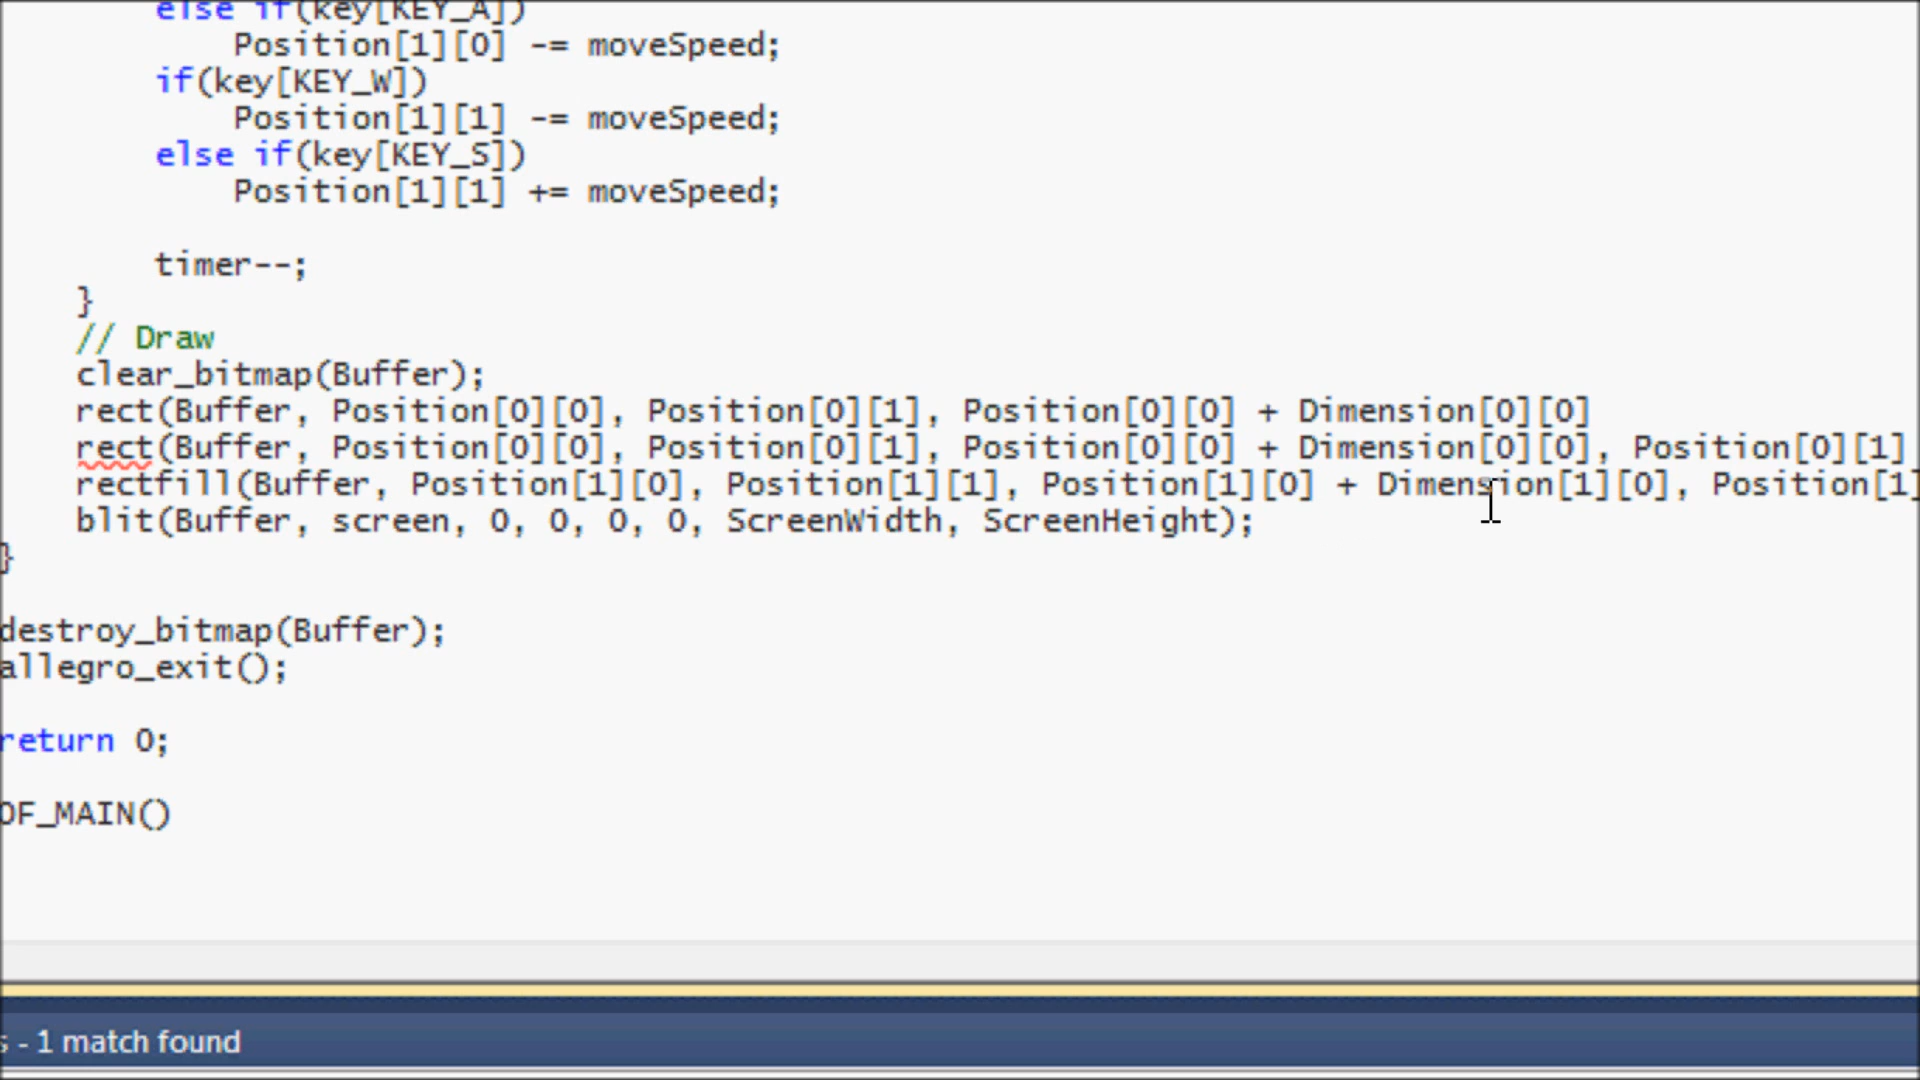 else if(key[KEY_A])
Position[1][0] -= moveSpeed;
if(key[KEY_W])
Position[1][1] -= moveSpeed;
else if(key[KEY_S])
Position[1][1] += moveSpeed;
timer--;
}
// Draw
clear_bitmap(Buffer);
rect(Buffer, Position[0][0], Position[0][1], Position[0][0] + Dimension[0][0]
rect(Buffer, Position[0][0], Position[0][1], Position[0][0] + Dimension[0][0], Position[0][1]
rectfill(Buffer, Position[1][0], Position[1][1], Position[1][0] + Dimension[1][0], Position[1]
blit(Buffer, screen, 0, 0, 0, 0, ScreenWidth, ScreenHeight);
}
destroy_bitmap(Buffer);
allegro_exit();
return 0;
OF_MAIN()
s - 1 match found